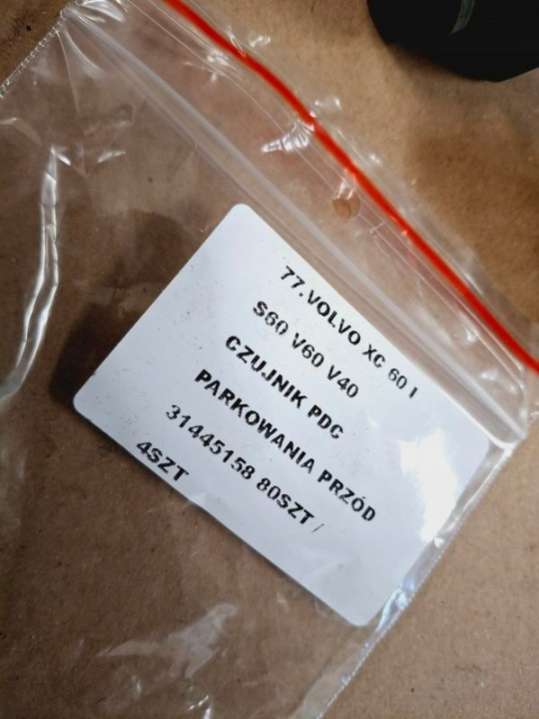 77.VOLVO XC 60 I
S60 V60 V40
CZUJNIK PDC
PARKOWANIA PRZÓD
31445158 80SZT /
4SZT